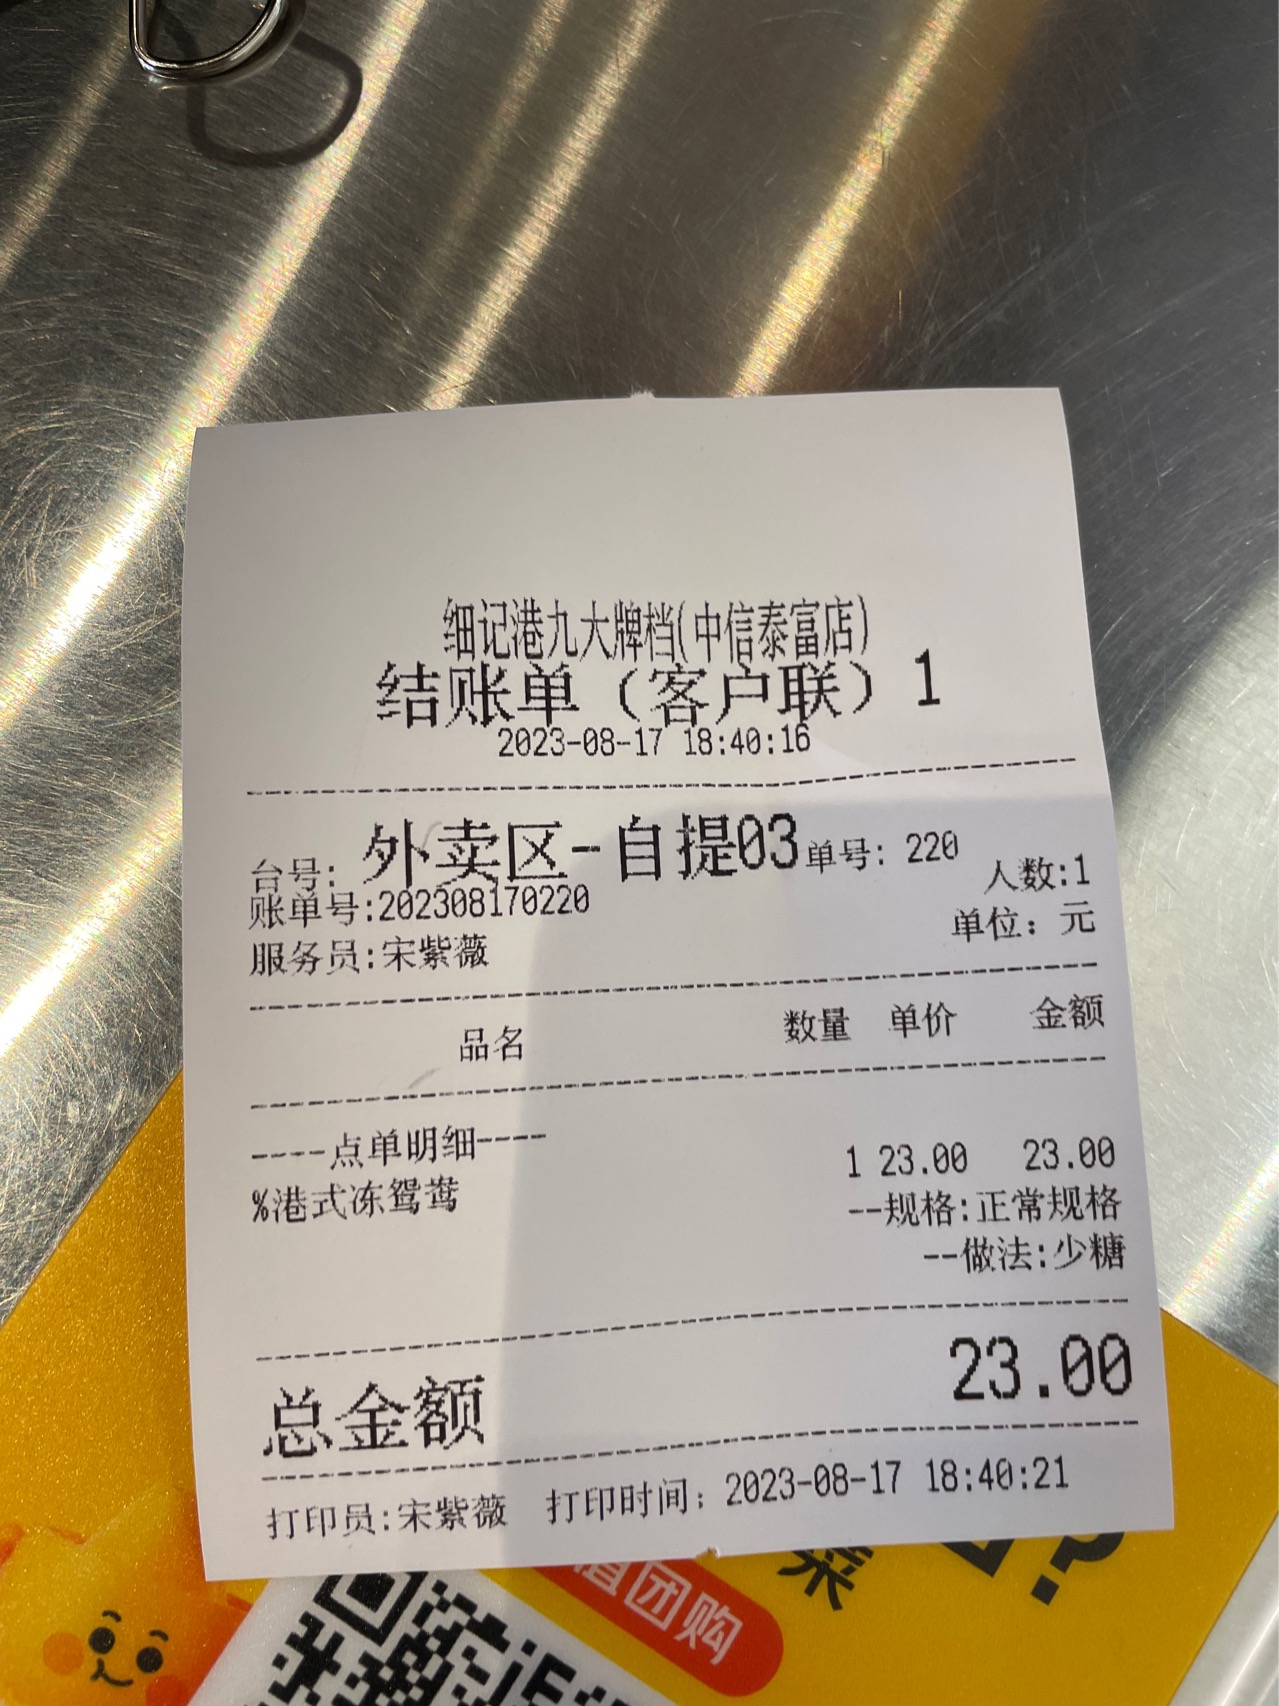 细记港九大牌档(中信泰富店)
结账单（客户联）1
2023-08-17 18:40:16
台号: 外卖区-自提03 单号: 220
人数:1
账单号:202308170220
单位: 元
服务员:宋紫薇
品名 数量 单价 金额
----点单明细----
%港式冻鸳鸯 1 23.00 23.00
--规格:正常规格
--做法:少糖
总金额 23.00
打印员:宋紫薇 打印时间: 2023-08-17 18:40:21
菜 ?
值团购